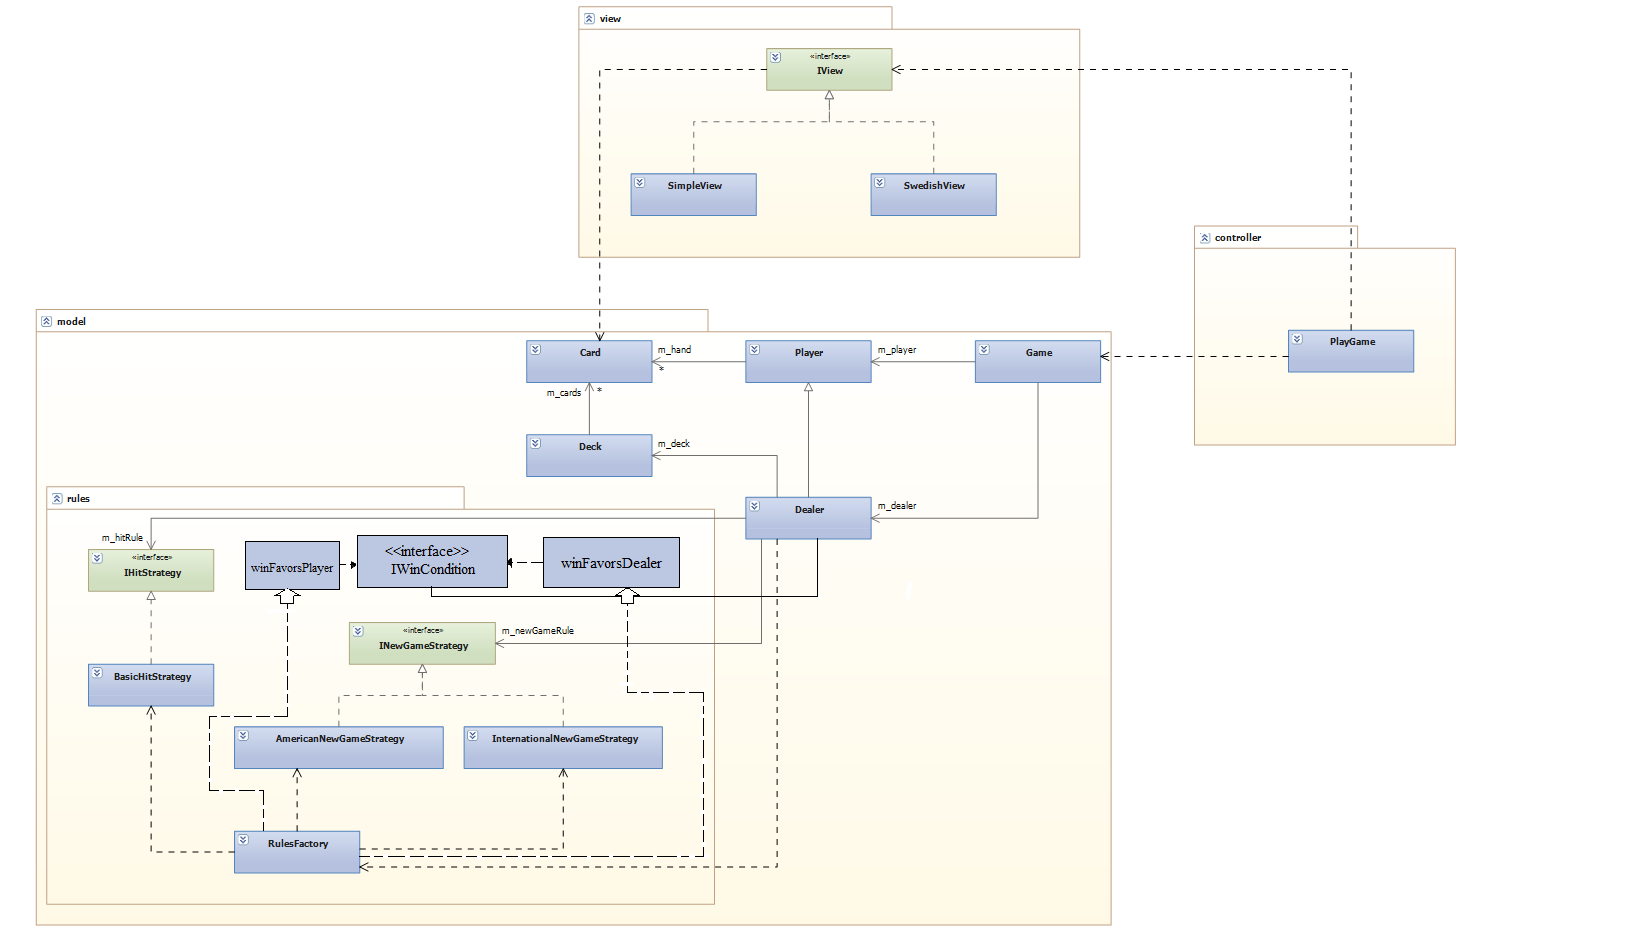 view
«interface»
IView
SimpleView
SwedishView
controller
PlayGame
model
Card
m_hand
*
Player
m_player
Game
m_cards
*
Deck
m_deck
rules
Dealer
m_dealer
m_hitRule
«interface»
IHitStrategy
winFavorsPlayer
<<interface>>
IWinCondition
winFavorsDealer
«interface»
INewGameStrategy
m_newGameRule
BasicHitStrategy
AmericanNewGameStrategy
InternationalNewGameStrategy
RulesFactory